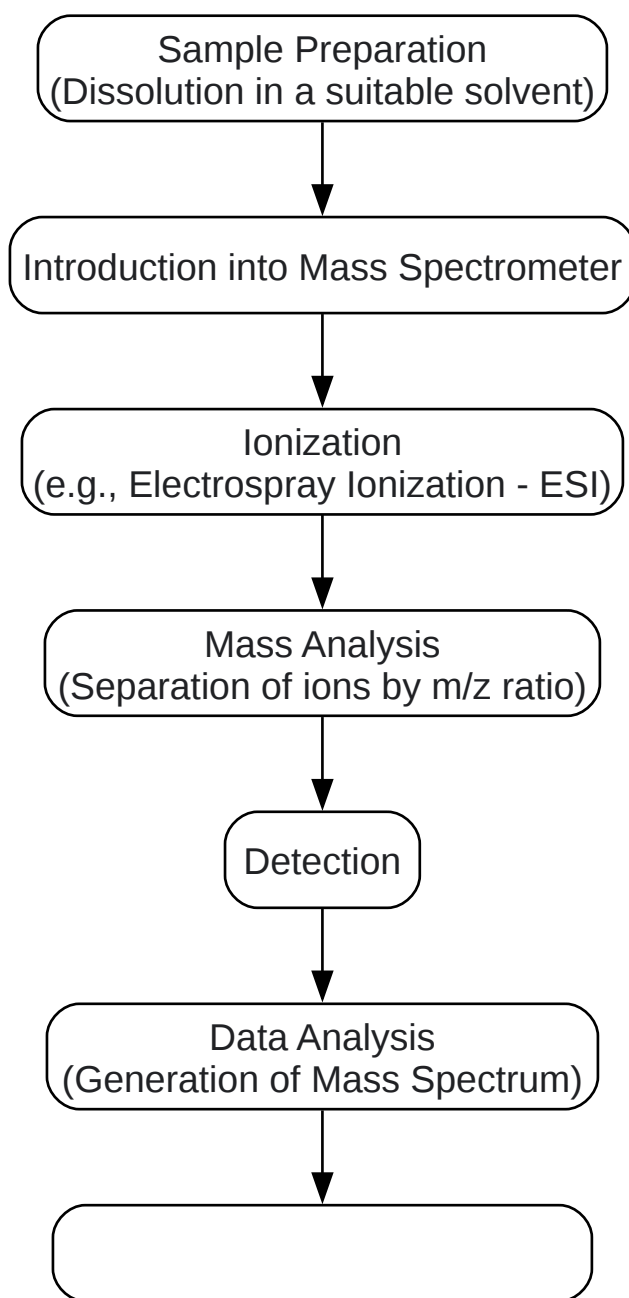 Sample Preparation
(Dissolution in a suitable solvent)
Introduction into Mass Spectrometer
Ionization
(e.g., Electrospray Ionization - ESI)
Mass Analysis
(Separation of ions by m/z ratio)
Detection
Data Analysis
(Generation of Mass Spectrum)